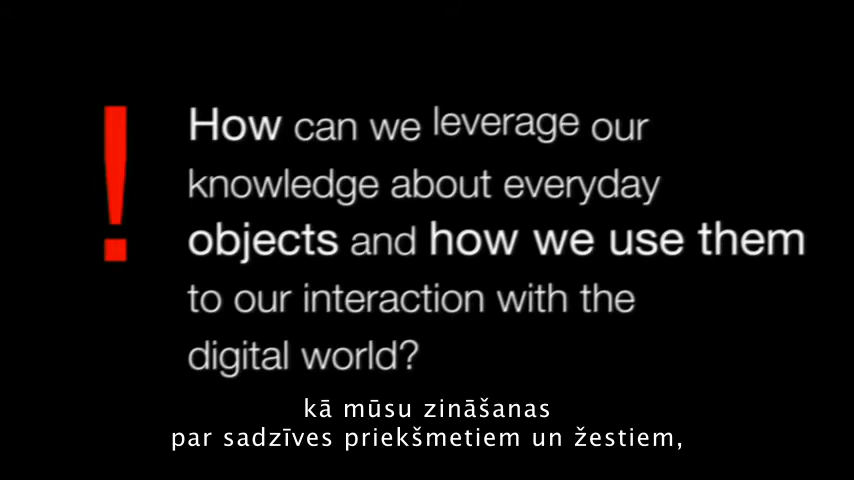 !
How can we leverage our
knowledge about everyday
objects and how we use them
to our interaction with the
digital world?
kā mūsu zināšanas
par sadzīves priekšmetiem un žestiem,